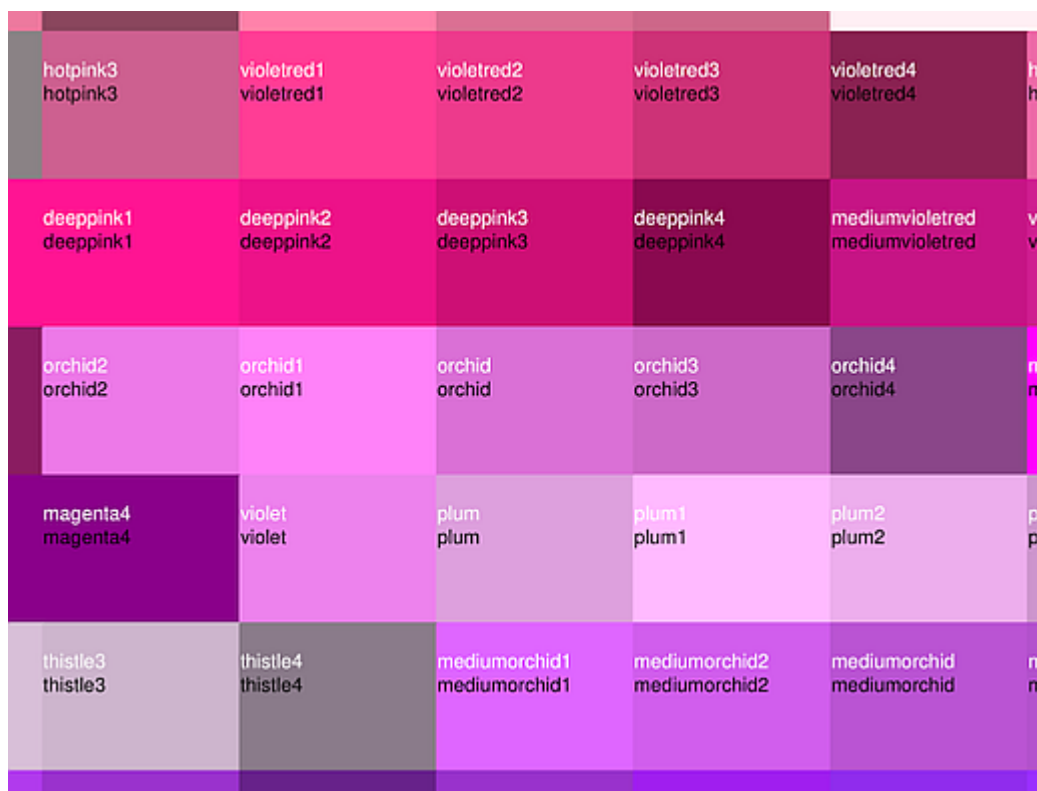 hotpink3 violetred1 violetred2 violetred3 violetred4 h
hotpink3 violetred1 violetred2 violetred3 violetred4 h
deeppink1 deeppink2 deeppink3 deeppink4 mediumvioletred v
deeppink1 deeppink2 deeppink3 deeppink4 mediumvioletred v
orchid2 orchid1 orchid orchid3 orchid4
orchid2 orchid1 orchid orchid3 orchid4
magenta4 violet plum plum1 plum2 p
magenta4 violet plum plum1 plum2 p
thistle3 thistle4 mediumorchid1 mediumorchid2 mediumorchid
thistle3 thistle4 mediumorchid1 mediumorchid2 mediumorchid